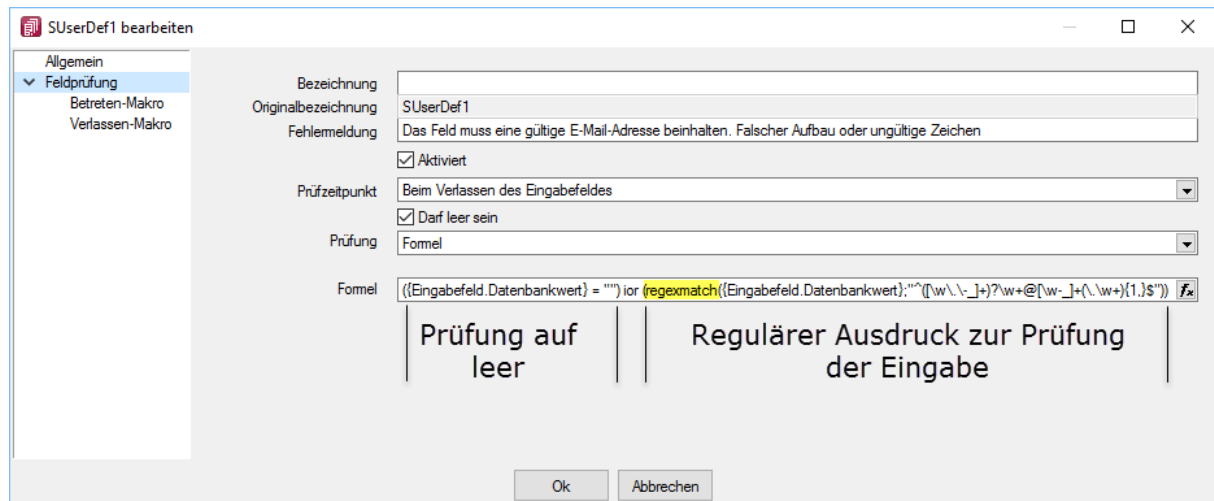 SUserDef1 bearbeiten
Allgemein
Feldprüfung
Betreten-Makro
Verlassen-Makro
Bezeichnung
Originalbezeichnung SUserDef1
Fehlermeldung Das Feld muss eine gültige E-Mail-Adresse beinhalten. Falscher Aufbau oder ungültige Zeichen
Aktiviert
Prüfzeitpunkt Beim Verlassen des Eingabefeldes
Darf leer sein
Prüfung Formel
Formel ({Eingabefeld.Datenbankwert} = "") ior (regexmatch({Eingabefeld.Datenbankwert};"^([\w\.\-_]+)?\w+@[\w-_]+(\.\w+){1,}$")) fx
Prüfung auf
leer
Regulärer Ausdruck zur Prüfung
der Eingabe
Ok Abbrechen